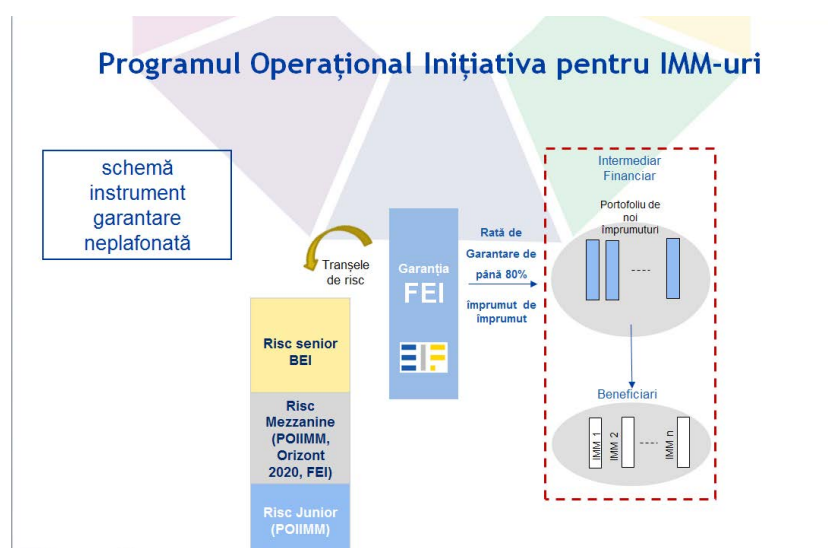 Programul Operațional Inițiativa pentru IMM-uri
schemă
instrument
garantare
neplafonată
Tranșele
de risc
Risc senior
BEI
Risc
Mezzanine
(POIIMM,
Orizont
2020, FEI)
Risc Junior
(POIMM)
Garanția
FEI
EIF
Rată de
Garantare de
până 80%
împrumut de
împrumut
Intermediar
Financiar
Portofoliu de
noi
împrumuturi
Beneficiari
IMM 1
IMM 2
IMM n